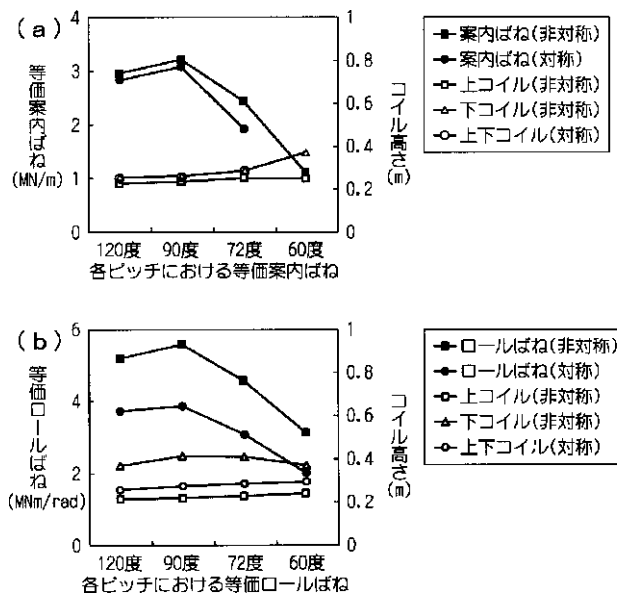 (a)
4
3
2
1
0
等価案内ばね
(MN/m)
1
0.8
0.6
0.4
0.2
0
コイル高さ
(m)
120度 90度 72度 60度
各ピッチにおける等価案内ばね
案内ばね(非対称)
案内ばね(対称)
上コイル(非対称)
下コイル(非対称)
上下コイル(対称)
(b)
6
4
2
0
等価ロールばね
(MNm/rad)
1
0.8
0.6
0.4
0.2
0
コイル高さ
(m)
120度 90度 72度 60度
各ピッチにおける等価ロールばね
ロールばね(非対称)
ロールばね(対称)
上コイル(非対称)
下コイル(非対称)
上下コイル(対称)